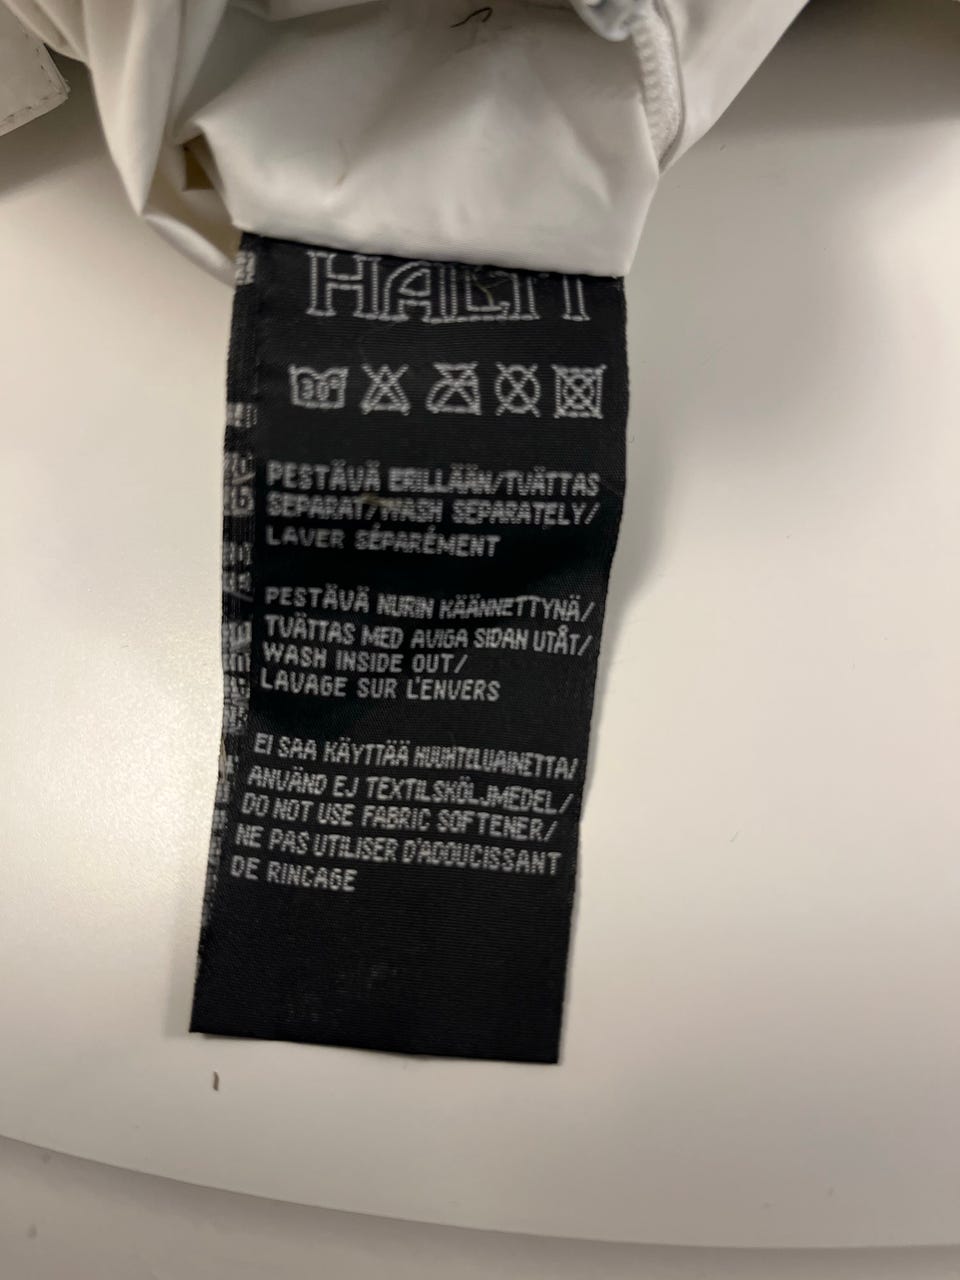 HALTI
30°
PESTÄVÄ ERILLÄÄN/TVÄTTAS
SEPARAT/WASH SEPARATELY/
LAVER SÉPARÉMENT
PESTÄVÄ NURIN KÄÄNNETTYNÄ/
TVÄTTAS MED AVIGA SIDAN UTÅT/
WASH INSIDE OUT/
LAVAGE SUR L'ENVERS
EI SAA KÄYTTÄÄ HUUHTELUAINETTA/
ANVÄND EJ TEXTILSKÖLJMEDEL/
DO NOT USE FABRIC SOFTENER/
NE PAS UTILISER D'ADOUCISSANT
DE RINCAGE